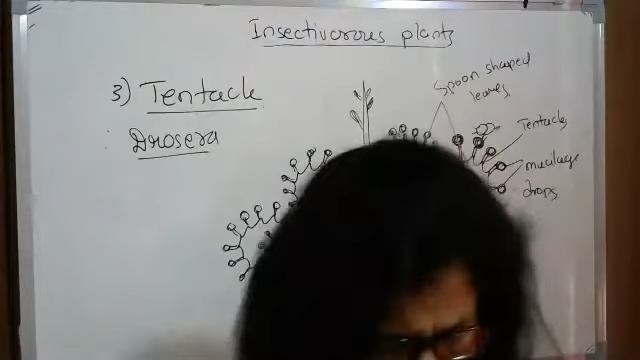 Insectivorous plants
3) Tentacle
Drosera
Spoon shaped
leaves
Tentacles
mucilage
drops